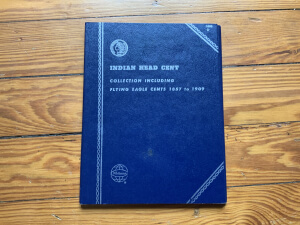 INDIAN HEAD CENT
COLLECTION INCLUDING
FLYING EAGLE CENTS 1857 to 1909